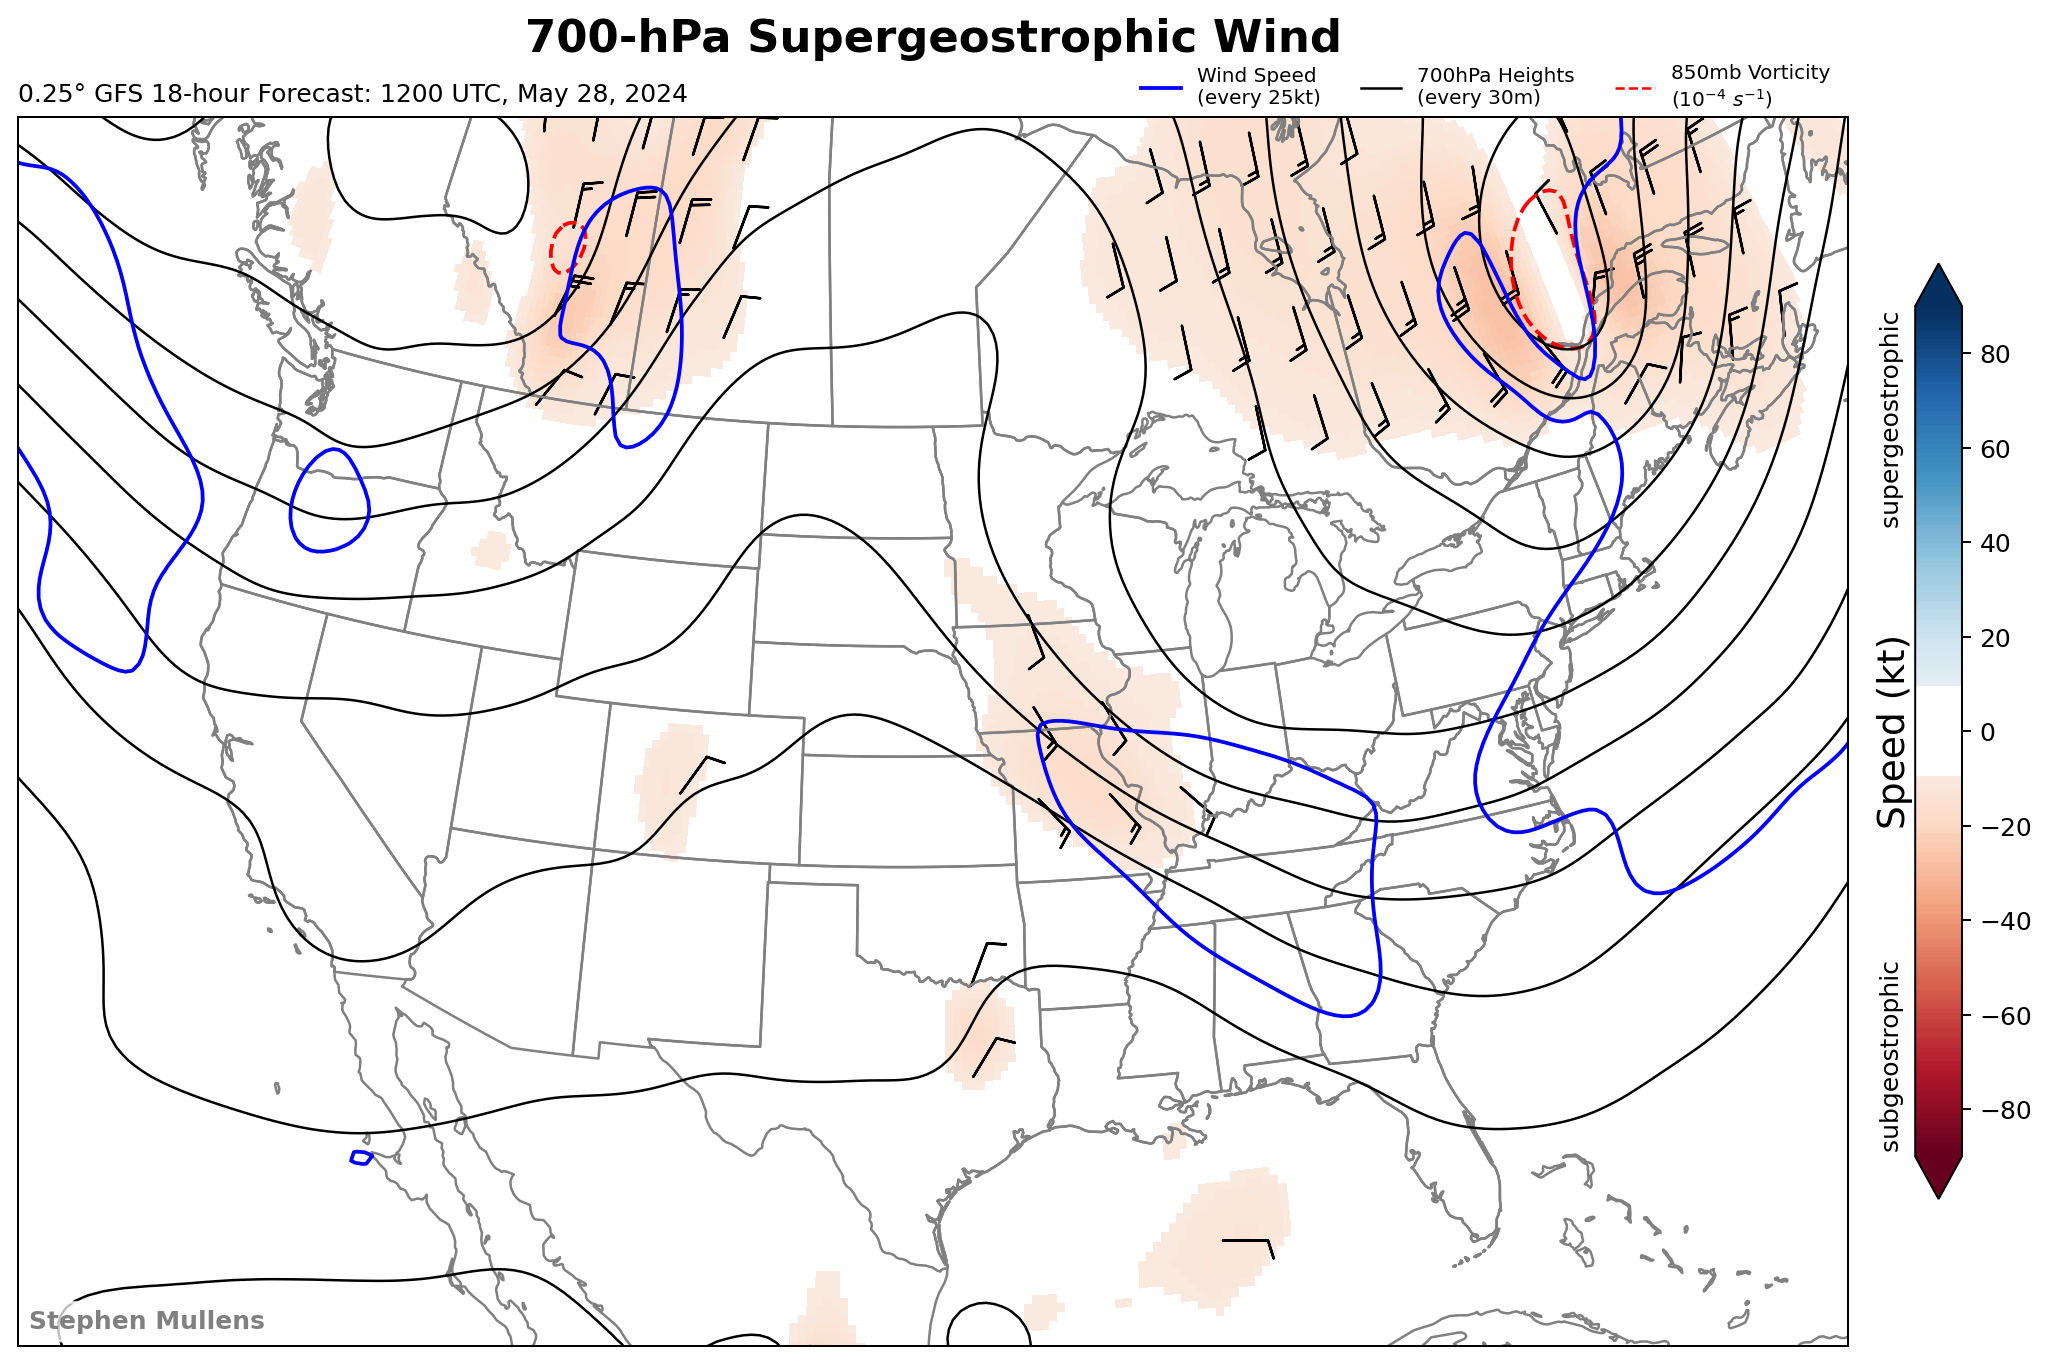 700-hPa Supergeostrophic Wind
0.25° GFS 18-hour Forecast: 1200 UTC, May 28, 2024
Wind Speed
(every 25kt)
700hPa Heights
(every 30m)
850mb Vorticity
(10⁻⁴ s⁻¹)
supergeostrophic
subgeostrophic
Speed (kt)
80
60
40
20
0
−20
−40
−60
−80
Stephen Mullens